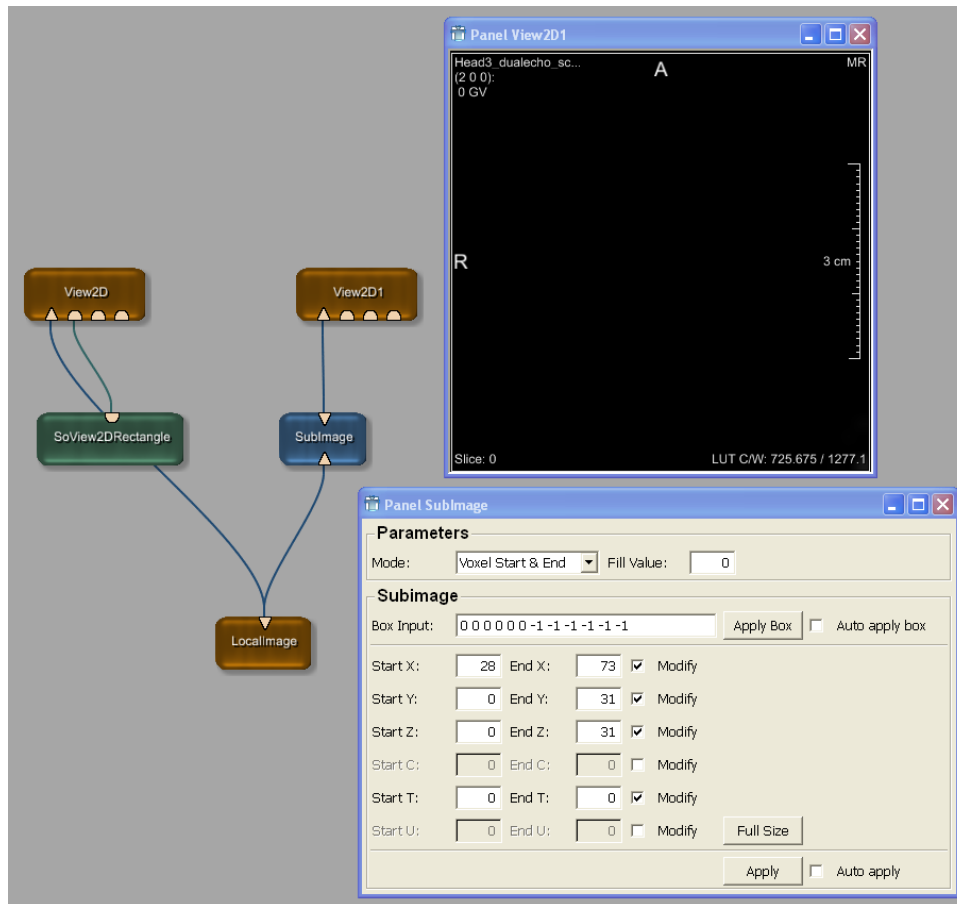 Panel View2D1
Head3_dualecho_sc... A MR
(2 0 0):
0 GV
R 3 cm
Slice: 0 LUT C/W: 725.675 / 1277.1
View2D View2D1
SoView2DRectangle SubImage
LocalImage
Panel SubImage
Parameters
Mode: Voxel Start & End Fill Value: 0
Subimage
Box Input: 0 0 0 0 0 0 -1 -1 -1 -1 -1 -1 Apply Box Auto apply box
Start X: 28 End X: 73 Modify
Start Y: 0 End Y: 31 Modify
Start Z: 0 End Z: 31 Modify
Start C: 0 End C: 0 Modify
Start T: 0 End T: 0 Modify
Start U: 0 End U: 0 Modify Full Size
Apply Auto apply